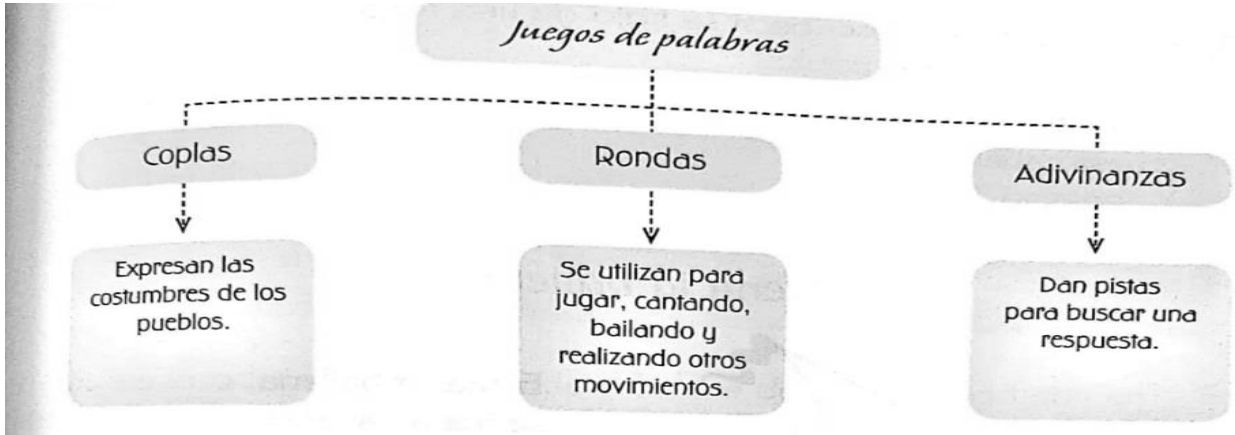 Juegos de palabras
Coplas
Expresan las
costumbres de los
pueblos.
Rondas
Se utilizan para
jugar, cantando,
bailando y
realizando otros
movimientos.
Adivinanzas
Dan pistas
para buscar una
respuesta.